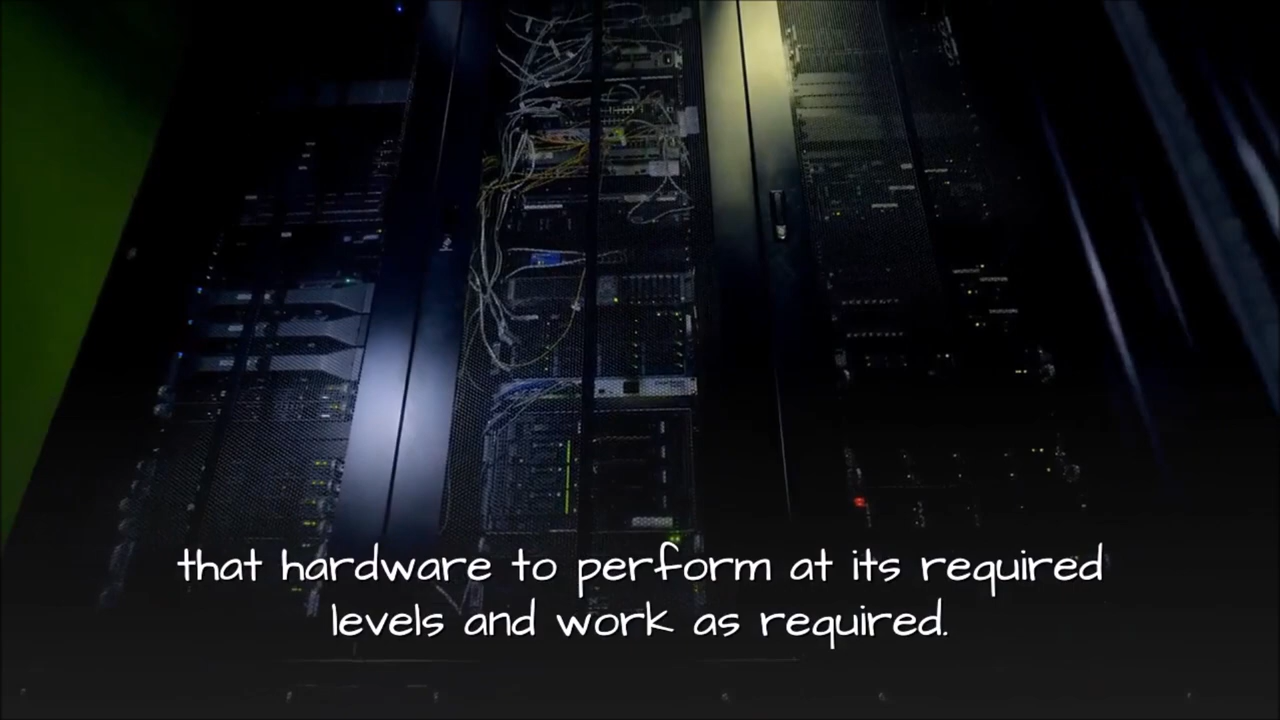 that hardware to perform at its required
levels and work as required.